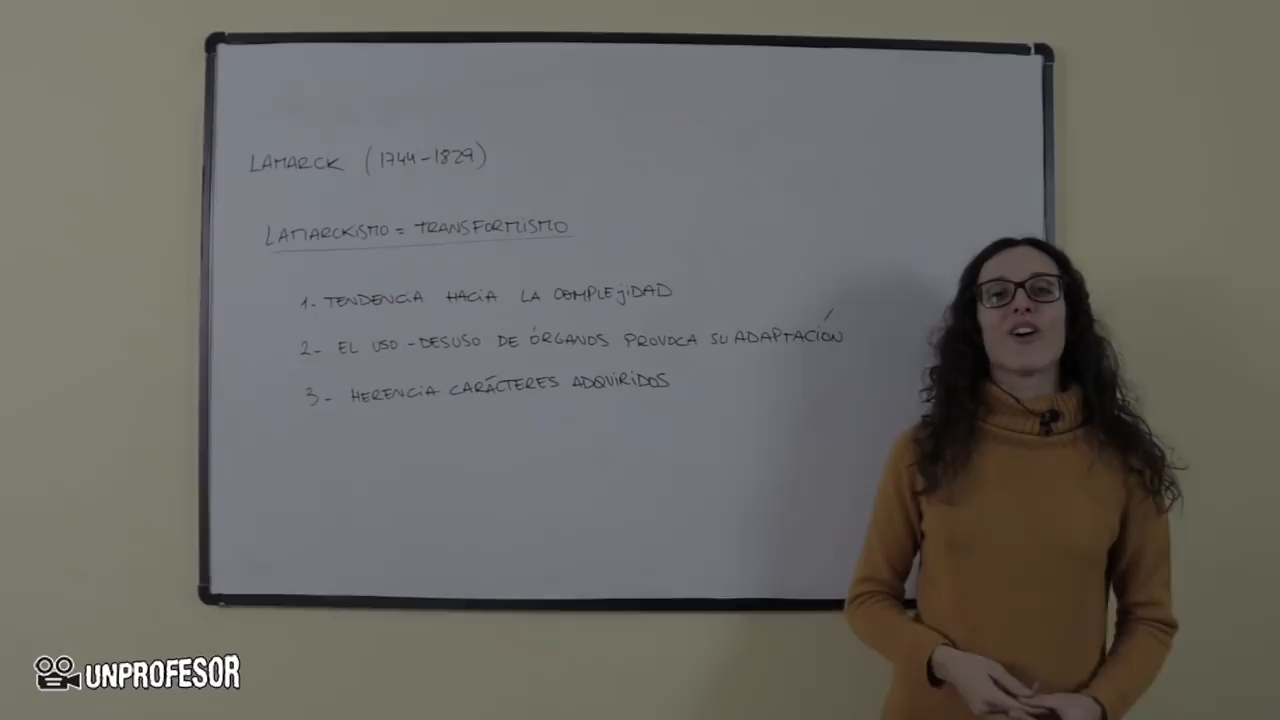 LAMARCK (1744-1829)
LAMARCKISMO = TRANSFORMISMO
1- TENDENCIA HACIA LA COMPLEjIDAD
2- EL USO-DESUSO DE ÓRGANOS PROVOCA SU ADAPTACIÓN
3- HERENCIA CARÁCTERES ADQUIRIDOS
UNPROFESOR